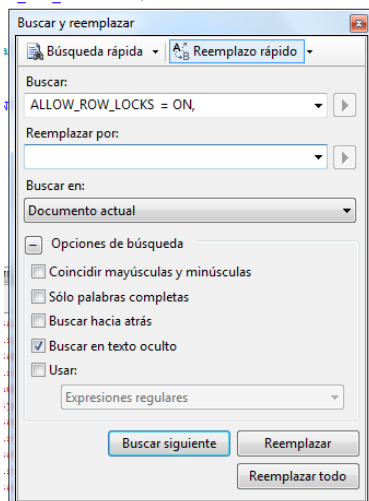 Buscar y reemplazar
Búsqueda rápida
Reemplazo rápido
Buscar:
ALLOW_ROW_LOCKS = ON,
Reemplazar por:
Buscar en:
Documento actual
Opciones de búsqueda
Coincidir mayúsculas y minúsculas
Sólo palabras completas
Buscar hacia atrás
Buscar en texto oculto
Usar:
Expresiones regulares
Buscar siguiente
Reemplazar
Reemplazar todo